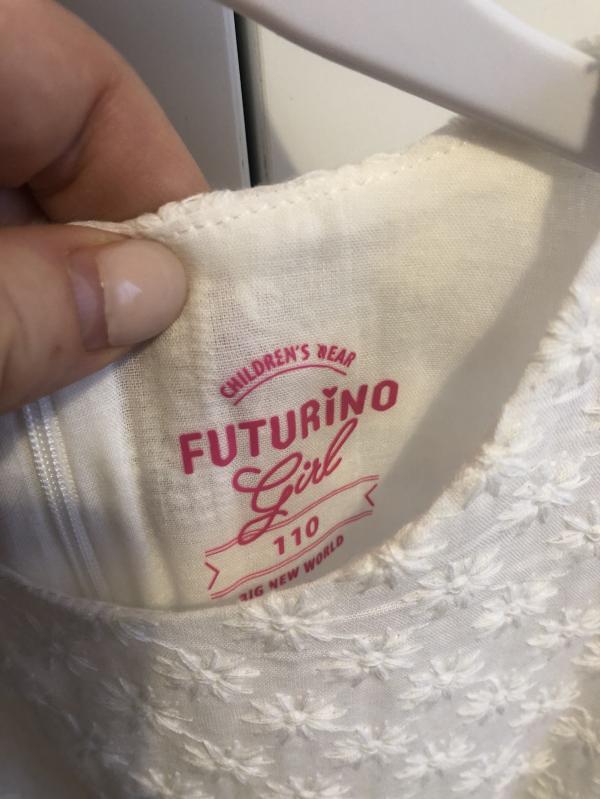 CHILDREN'S WEAR
FUTURINO
Girl
110
BIG NEW WORLD